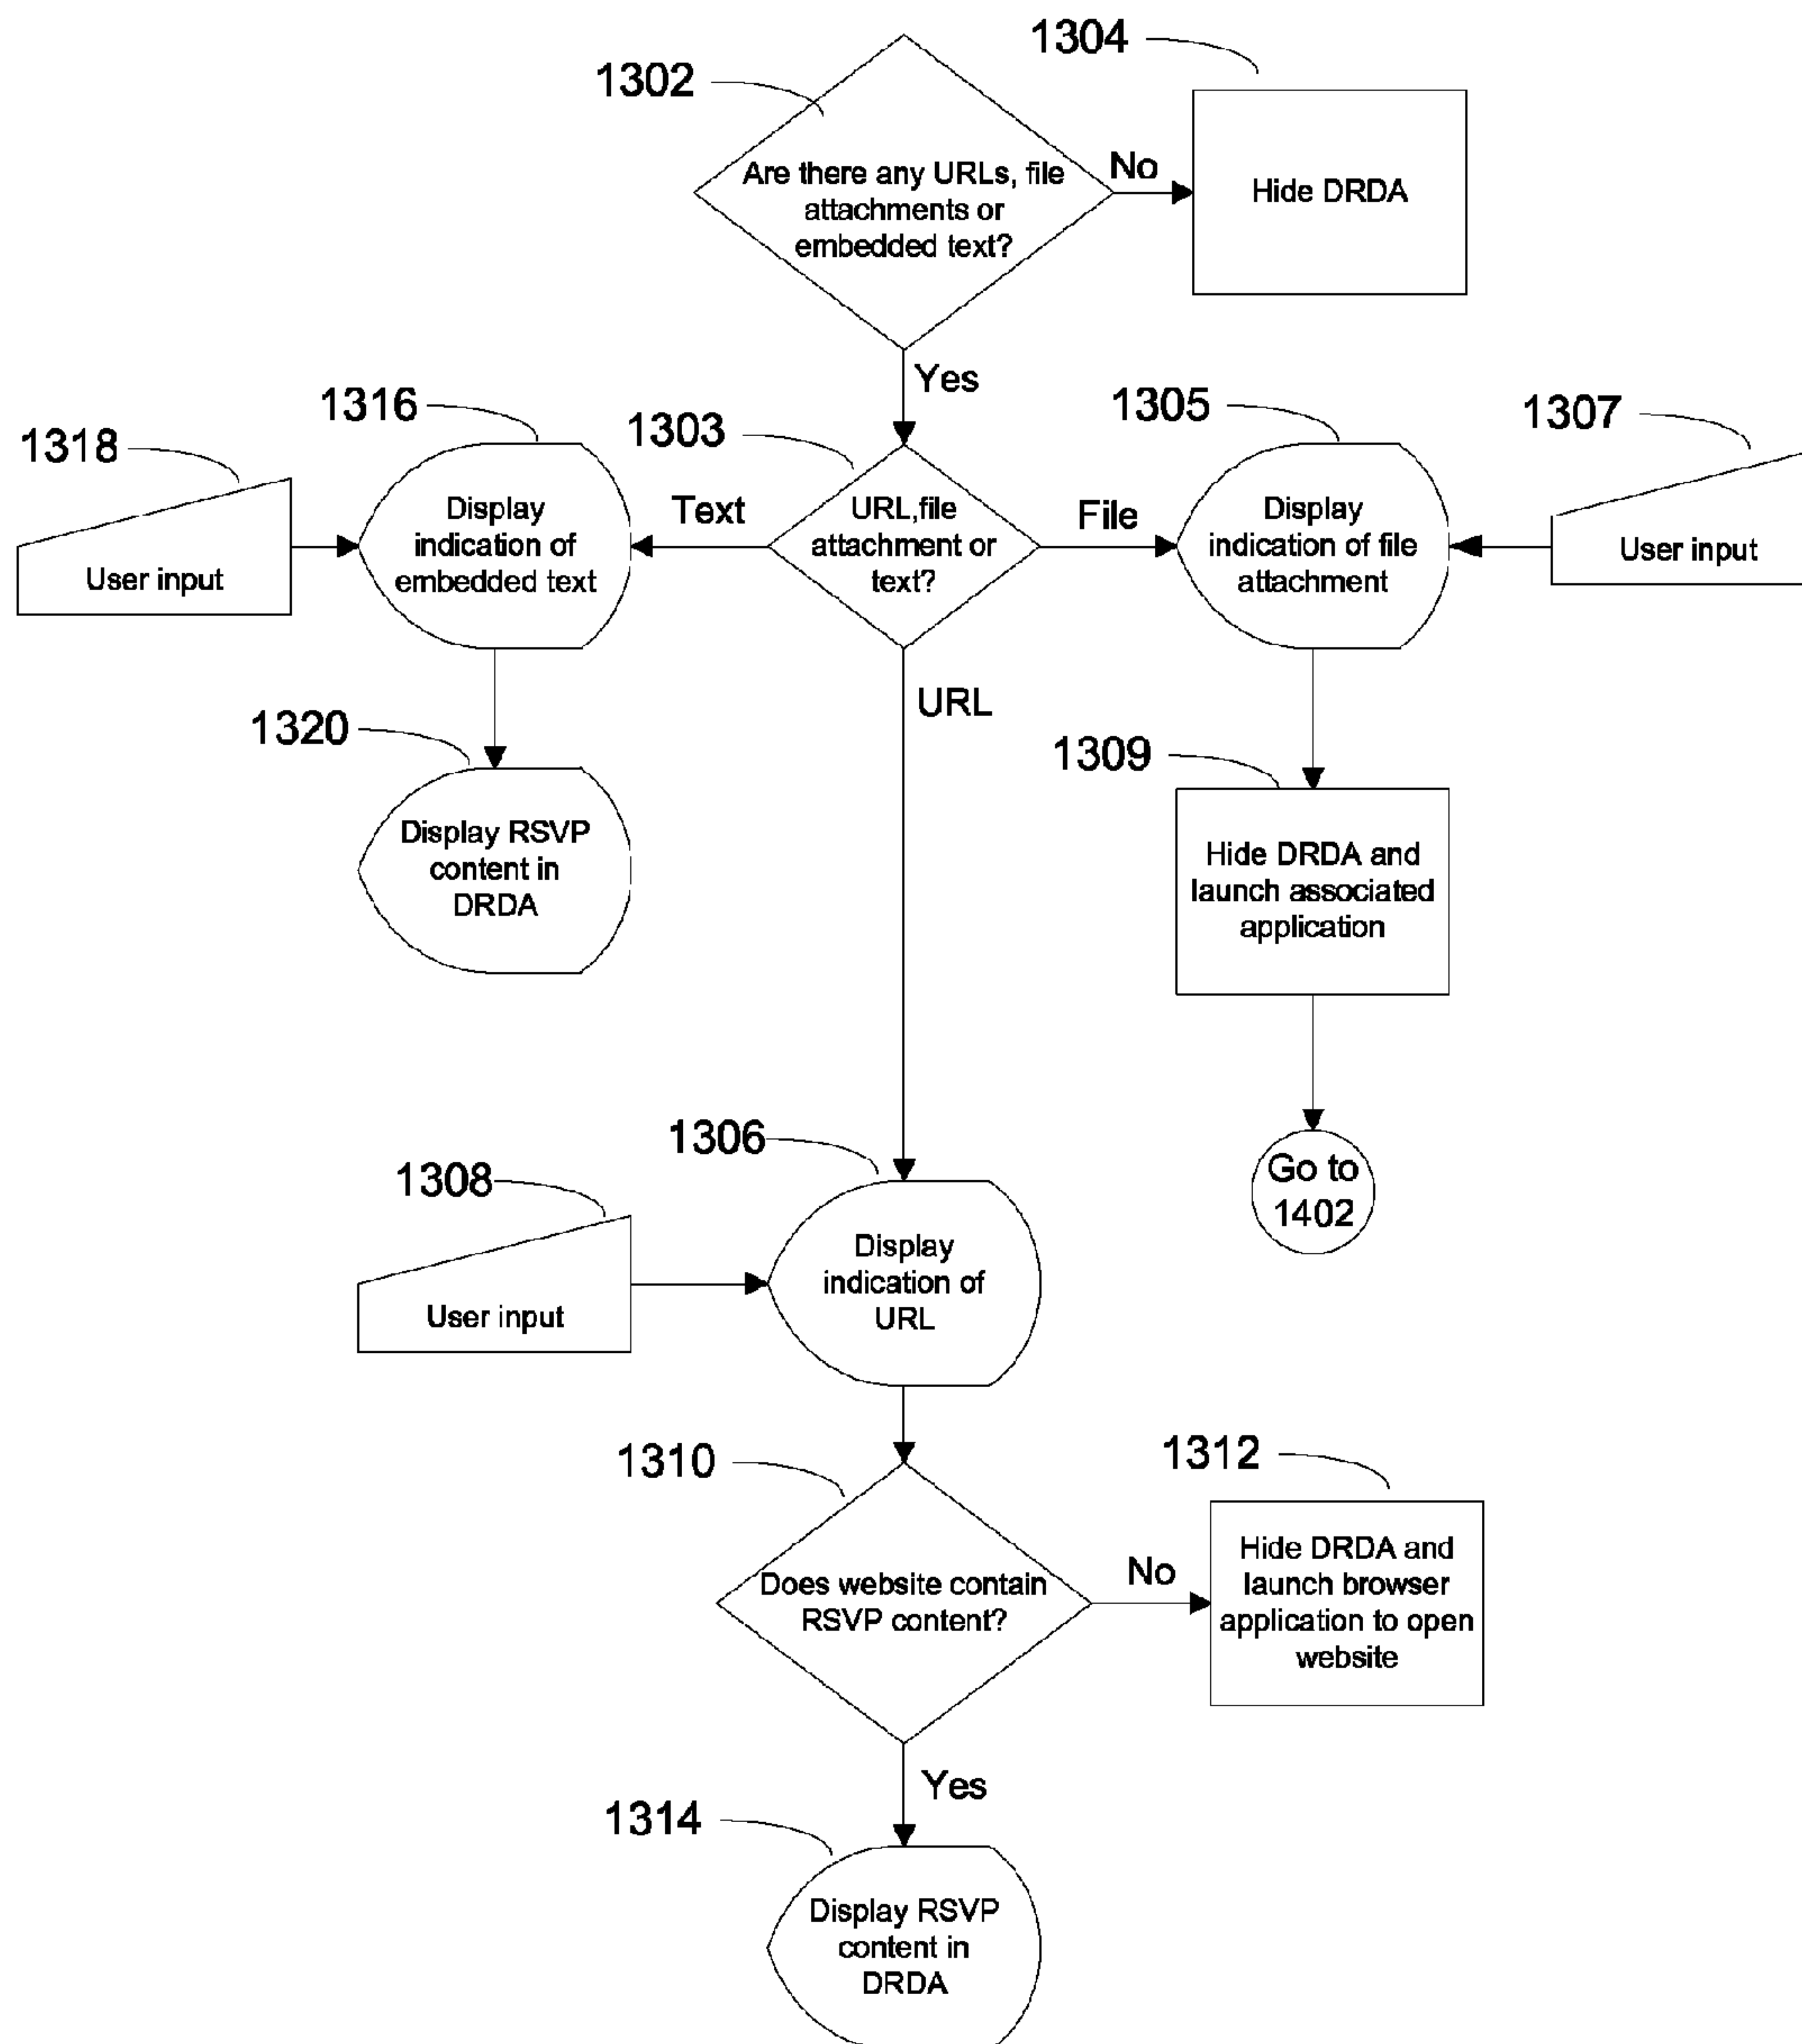 1304
1302
Are there any URLs, file
attachments or
embedded text?
No
Hide DRDA
Yes
1316
1305
1307
1318
1303
Display
indication of
embedded text
Text
URL,file
attachment or
text?
File
Display
indication of file
attachment
User input
User input
URL
1320
1309
Display RSVP
content in
DRDA
Hide DRDA and
launch associated
application
1306
Go to
1402
1308
Display
indication of
URL
User input
1310
1312
Does website contain
RSVP content?
No
Hide DRDA and
launch browser
application to open
website
Yes
1314
Display RSVP
content in
DRDA